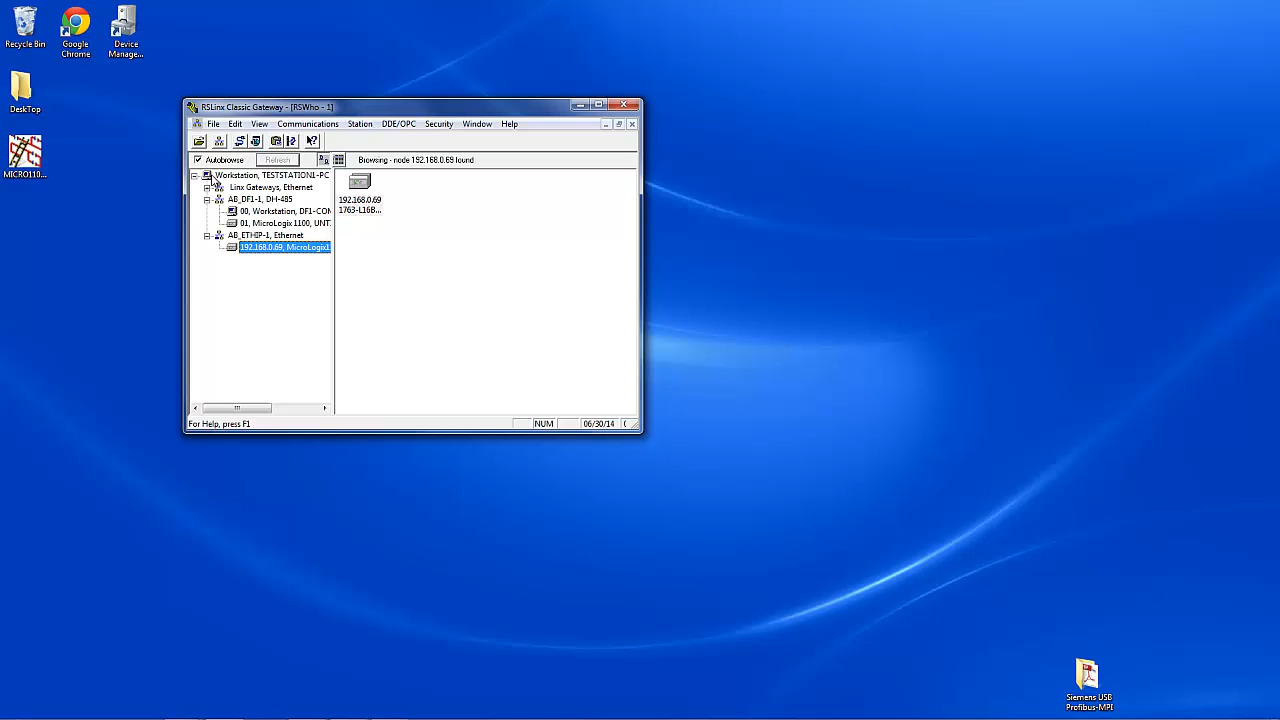 Recycle Bin
Google
Chrome
Device
Manage...
DeskTop
MICRO110...
RSLinx Classic Gateway - [RSWho - 1]
File Edit View Communications Station DDE/OPC Security Window Help
Autobrowse Refresh Browsing - node 192.168.0.69 found
Workstation, TESTSTATION1-PC
Linx Gateways, Ethernet
AB_DF1-1, DH-485
00, Workstation, DF1-CON
01, MicroLogix 1100, UNT
AB_ETHIP-1, Ethernet
192.168.0.69, MicroLogix1
192.168.0.69
1763-L16B...
For Help, press F1 NUM 06/30/14
Siemens USB
Profibus-MPI